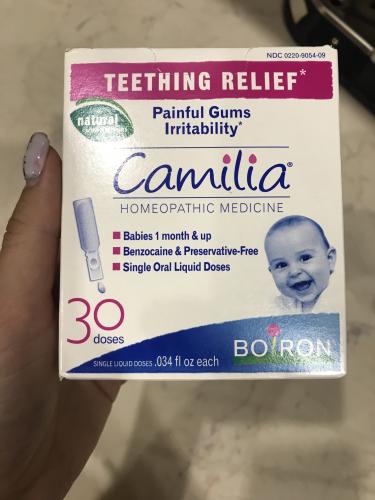 NDC 0220-9054-09
TEETHING RELIEF*
natural
Painful Gums
Irritability*
Camilia®
HOMEOPATHIC MEDICINE
Babies 1 month & up
Benzocaine & Preservative-Free
Single Oral Liquid Doses
30
doses
SINGLE LIQUID DOSES .034 fl oz each
BOIRON